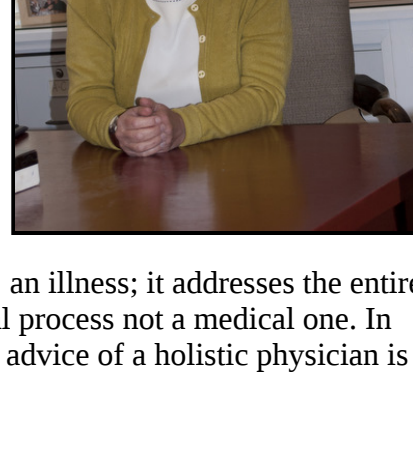 an illness; it addresses the entire
l process not a medical one. In
advice of a holistic physician is